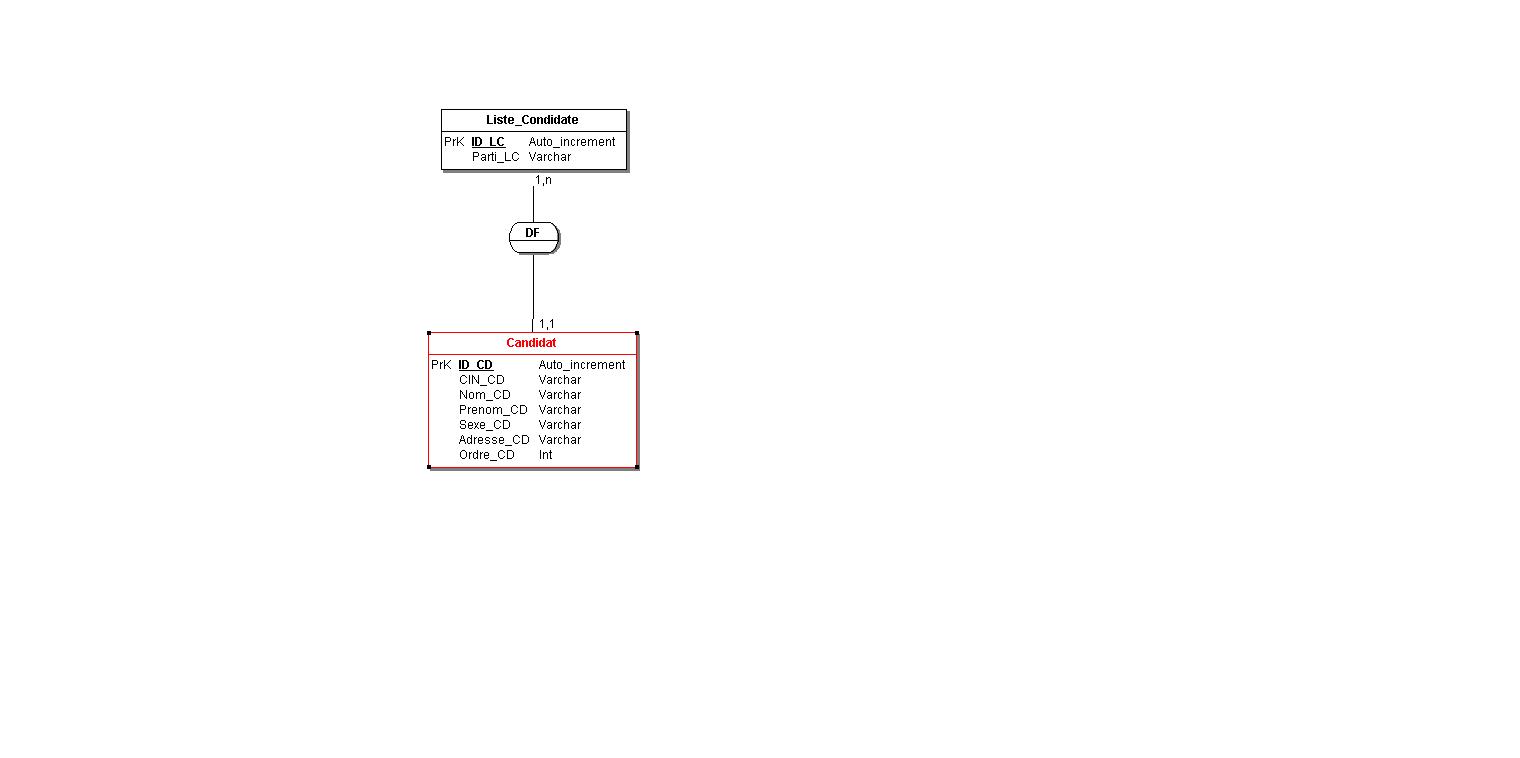 Liste_Condidate
PrK ID_LC Auto_increment
Parti_LC Varchar
1,n
DF
1,1
Candidat
PrK ID_CD Auto_increment
CIN_CD Varchar
Nom_CD Varchar
Prenom_CD Varchar
Sexe_CD Varchar
Adresse_CD Varchar
Ordre_CD Int